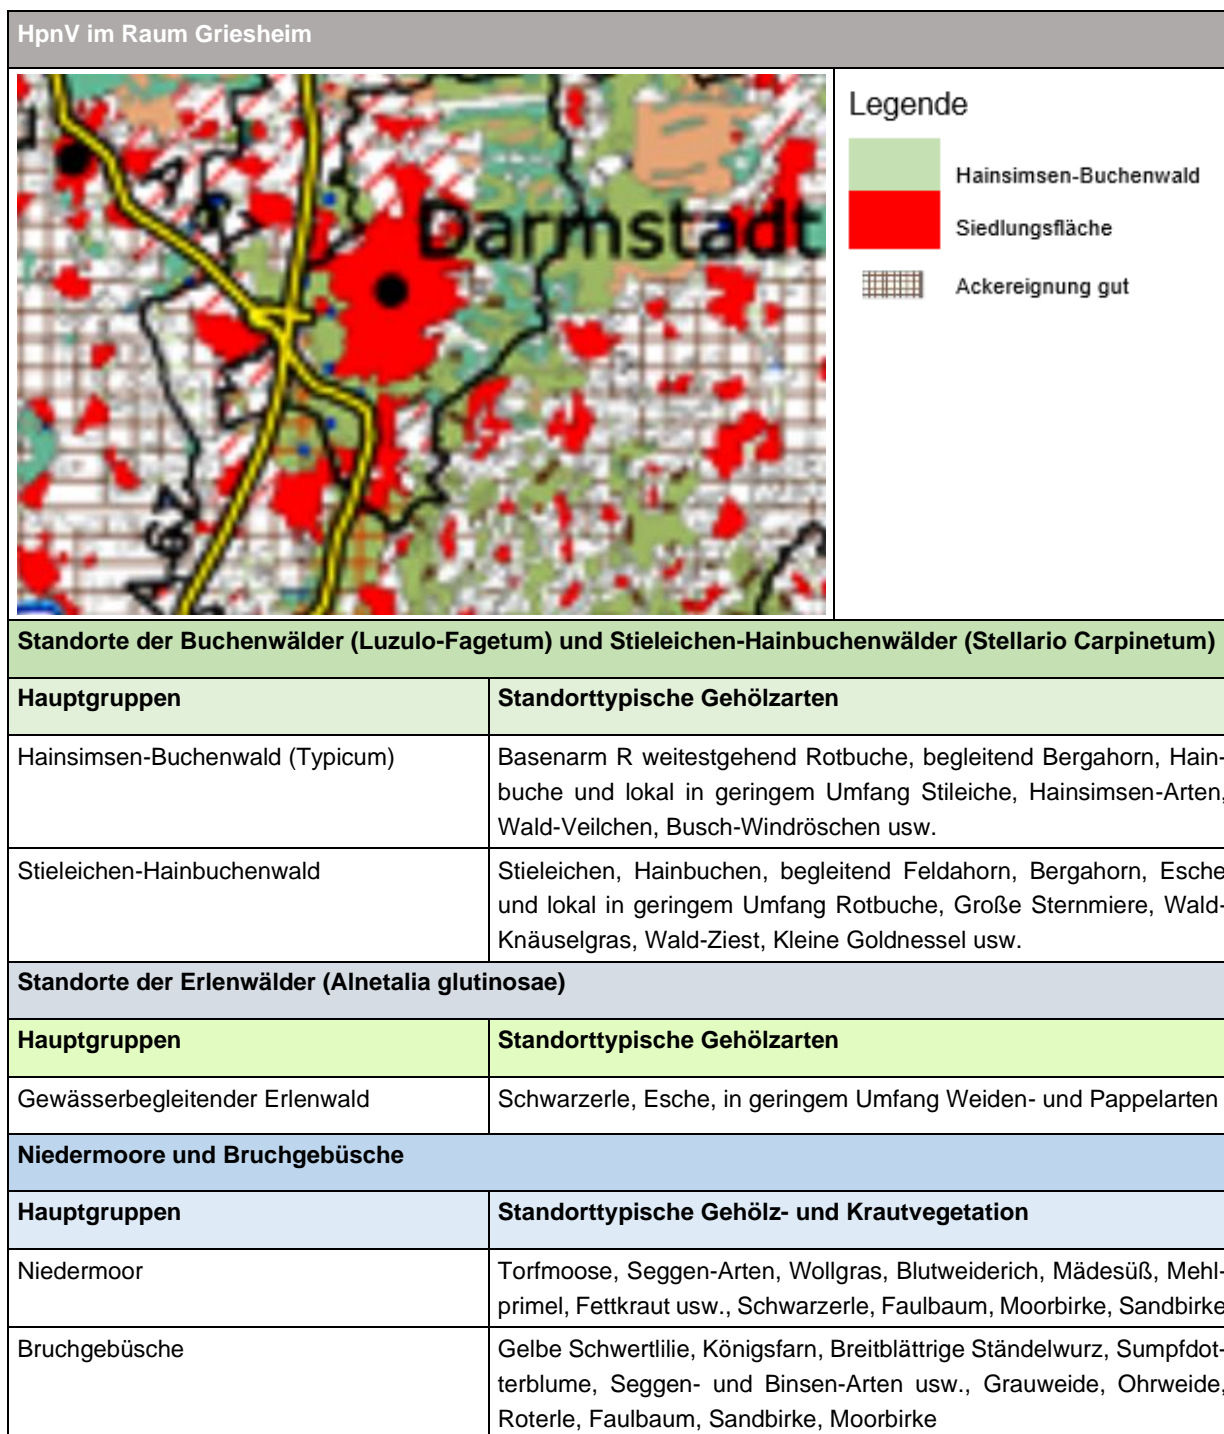 HpnV im Raum Griesheim
Darmstadt
A 67
Legende
Hainsimsen-Buchenwald
Siedlungsfläche
Ackereignung gut
Standorte der Buchenwälder (Luzulo-Fagetum) und Stieleichen-Hainbuchenwälder (Stellario Carpinetum)
Hauptgruppen
Standorttypische Gehölzarten
Hainsimsen-Buchenwald (Typicum)
Basenarm R weitestgehend Rotbuche, begleitend Bergahorn, Hain-
buche und lokal in geringem Umfang Stileiche, Hainsimsen-Arten,
Wald-Veilchen, Busch-Windröschen usw.
Stieleichen-Hainbuchenwald
Stieleichen, Hainbuchen, begleitend Feldahorn, Bergahorn, Esche
und lokal in geringem Umfang Rotbuche, Große Sternmiere, Wald-
Knäuselgras, Wald-Ziest, Kleine Goldnessel usw.
Standorte der Erlenwälder (Alnetalia glutinosae)
Hauptgruppen
Standorttypische Gehölzarten
Gewässerbegleitender Erlenwald
Schwarzerle, Esche, in geringem Umfang Weiden- und Pappelarten
Niedermoore und Bruchgebüsche
Hauptgruppen
Standorttypische Gehölz- und Krautvegetation
Niedermoor
Torfmoose, Seggen-Arten, Wollgras, Blutweiderich, Mädesüß, Mehl-
primel, Fettkraut usw., Schwarzerle, Faulbaum, Moorbirke, Sandbirke
Bruchgebüsche
Gelbe Schwertlilie, Königsfarn, Breitblättrige Ständelwurz, Sumpfdot-
terblume, Seggen- und Binsen-Arten usw., Grauweide, Ohrweide,
Roterle, Faulbaum, Sandbirke, Moorbirke